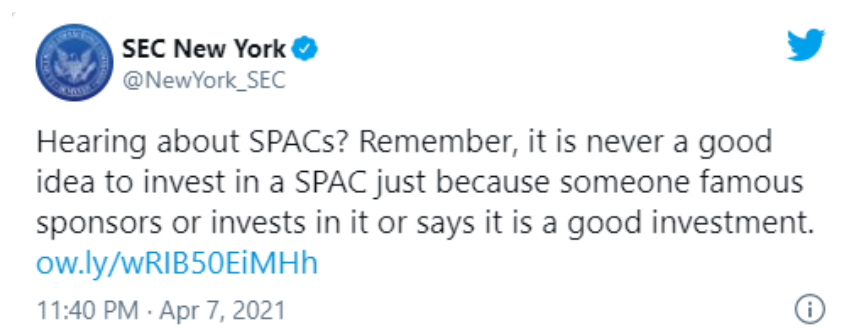 SEC New York
@NewYork_SEC
Hearing about SPACs? Remember, it is never a good
idea to invest in a SPAC just because someone famous
sponsors or invests in it or says it is a good investment.
ow.ly/wRIB50EiMHh
11:40 PM · Apr 7, 2021